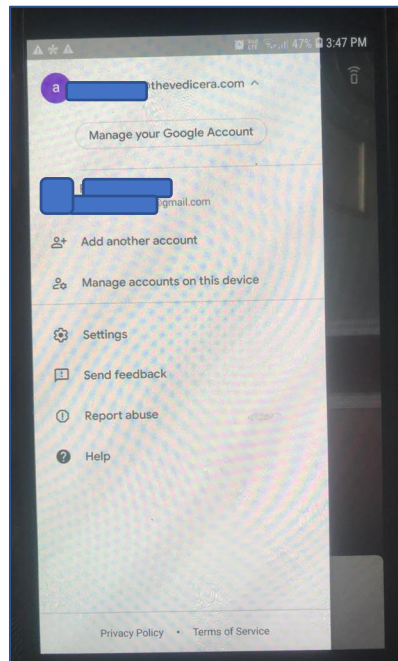 47% 3:47 PM
a
thevedicera.com
Manage your Google Account
@gmail.com
Add another account
Manage accounts on this device
Settings
Send feedback
Report abuse
Help
Privacy Policy • Terms of Service